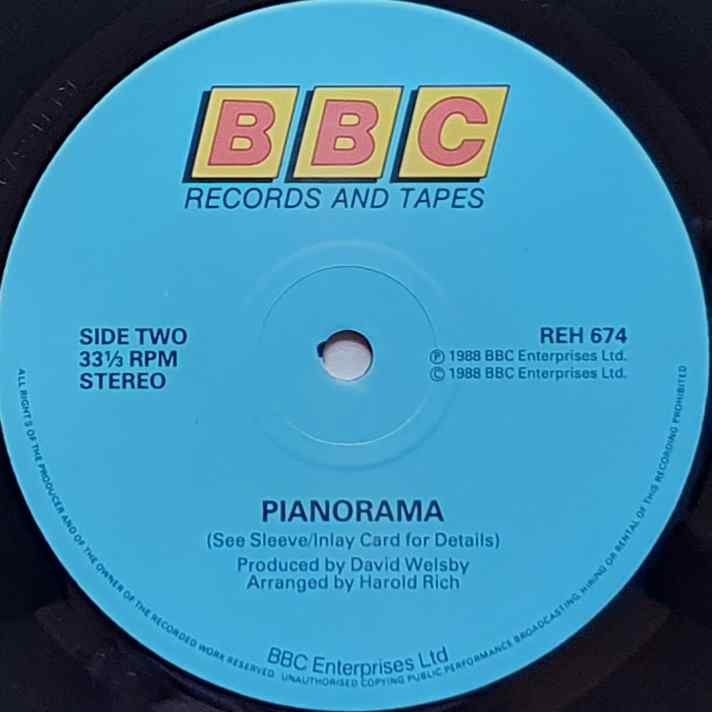 BBC
RECORDS AND TAPES
SIDE TWO
33⅓ RPM
STEREO
REH 674
Ⓟ 1988 BBC Enterprises Ltd.
© 1988 BBC Enterprises Ltd.
PIANORAMA
(See Sleeve/Inlay Card for Details)
Produced by David Welsby
Arranged by Harold Rich
BBC Enterprises Ltd
ALL RIGHTS OF THE PRODUCER AND OF THE OWNER OF THE RECORDED WORK RESERVED. UNAUTHORISED COPYING PUBLIC PERFORMANCE BROADCASTING, HIRING OR RENTAL OF THIS RECORDING PROHIBITED